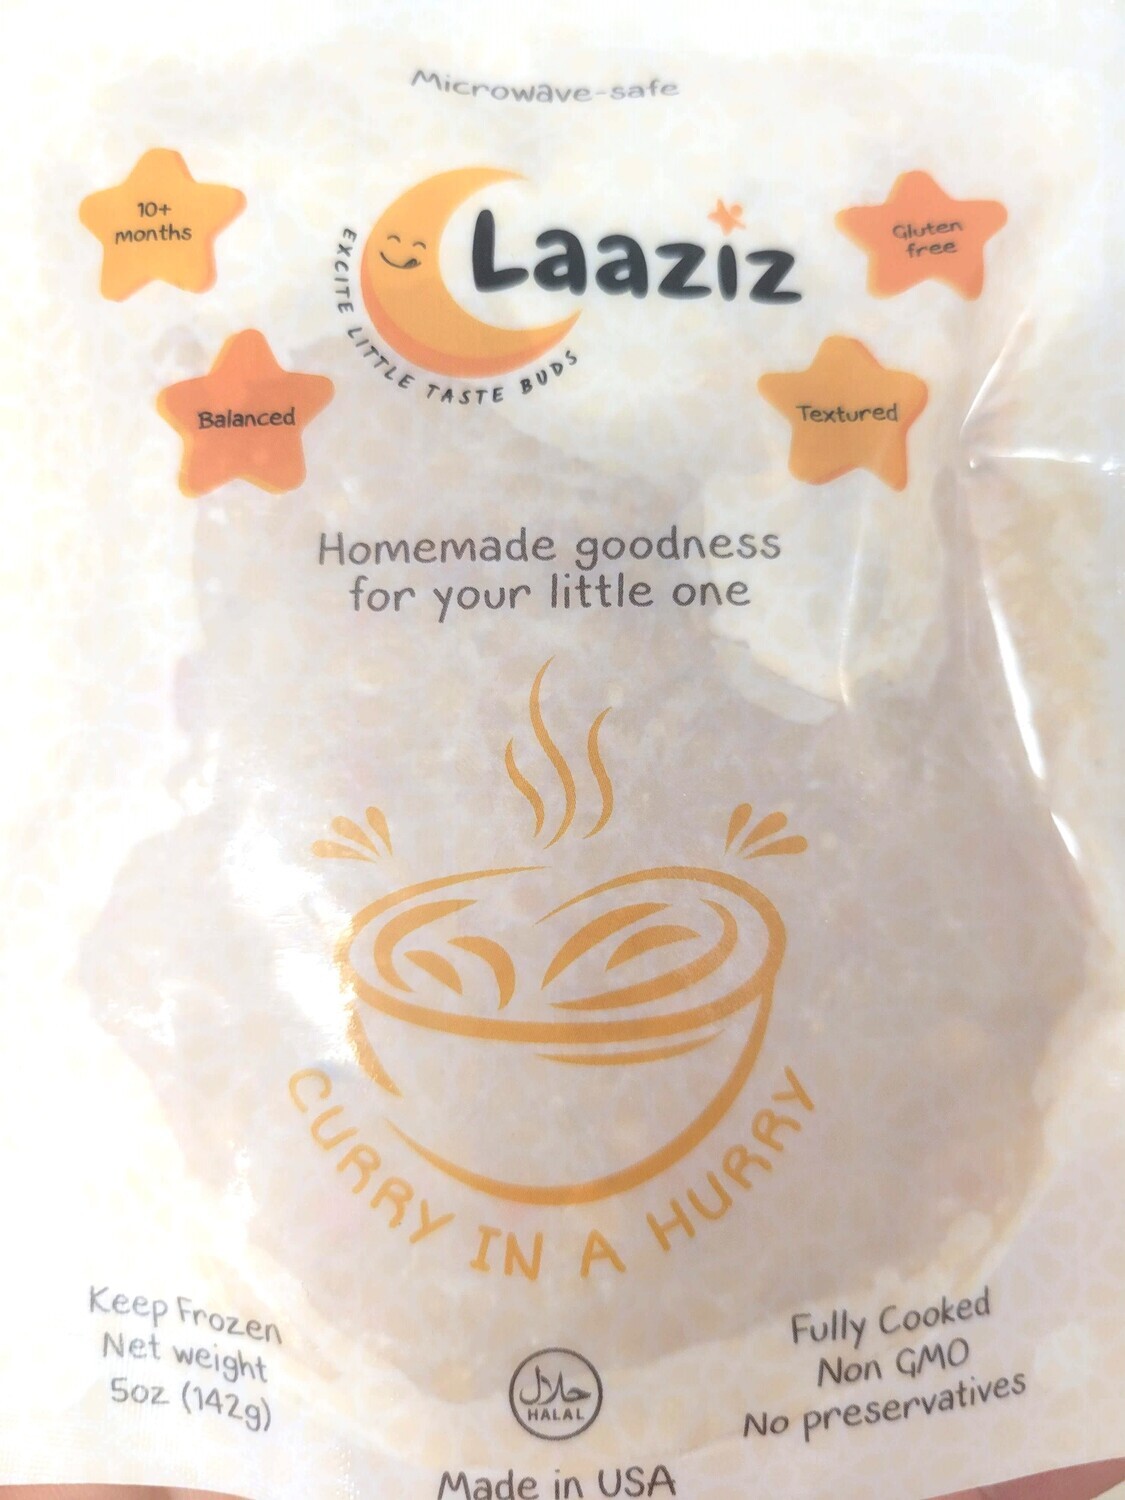 Microwave-safe
10+
months
Laaziz
EXCITE LITTLE TASTE BUDS
Gluten
free
Balanced
Textured
Homemade goodness
for your little one
CURRY IN A HURRY
Keep Frozen
Net weight
5oz (142g)
حلال
HALAL
Fully Cooked
Non GMO
No preservatives
Made in USA